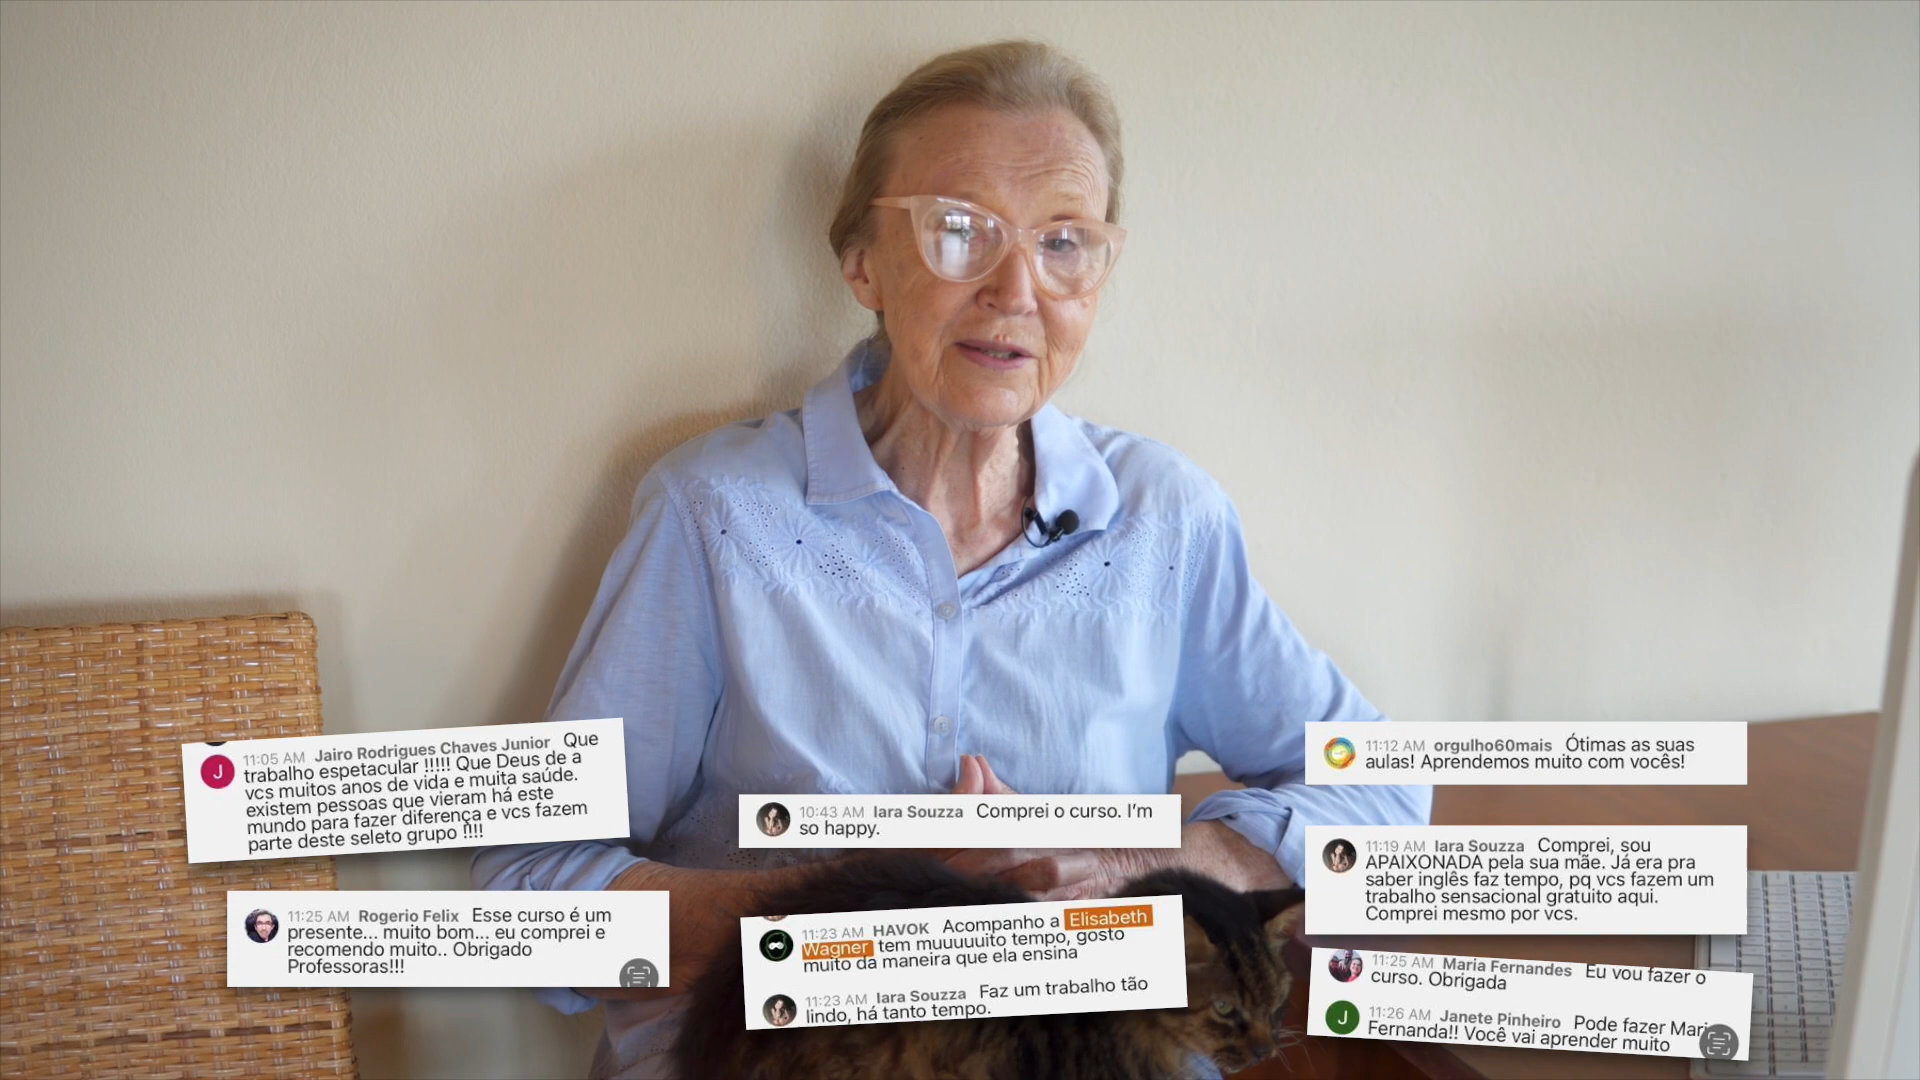 11:05 AM Jairo Rodrigues Chaves Junior Que
trabalho espetacular !!!!! Que Deus de a
vcs muitos anos de vida e muita saúde.
existem pessoas que vieram há este
mundo para fazer diferença e vcs fazem
parte deste seleto grupo !!!!
J
11:25 AM Rogerio Felix Esse curso é um
presente... muito bom... eu comprei e
recomendo muito.. Obrigado
Professoras!!!
10:43 AM Iara Souzza Comprei o curso. I'm
so happy.
11:23 AM HAVOK Acompanho a Elisabeth
Wagner tem muuuuuito tempo, gosto
muito da maneira que ela ensina
11:23 AM Iara Souzza Faz um trabalho tão
lindo, há tanto tempo.
11:12 AM orgulho60mais Ótimas as suas
aulas! Aprendemos muito com vocês!
11:19 AM Iara Souzza Comprei, sou
APAIXONADA pela sua mãe. Já era pra
saber inglês faz tempo, pq vcs fazem um
trabalho sensacional gratuito aqui.
Comprei mesmo por vcs.
11:25 AM Maria Fernandes Eu vou fazer o
curso. Obrigada
J
11:26 AM Janete Pinheiro Pode fazer Mari
Fernanda!! Você vai aprender muito